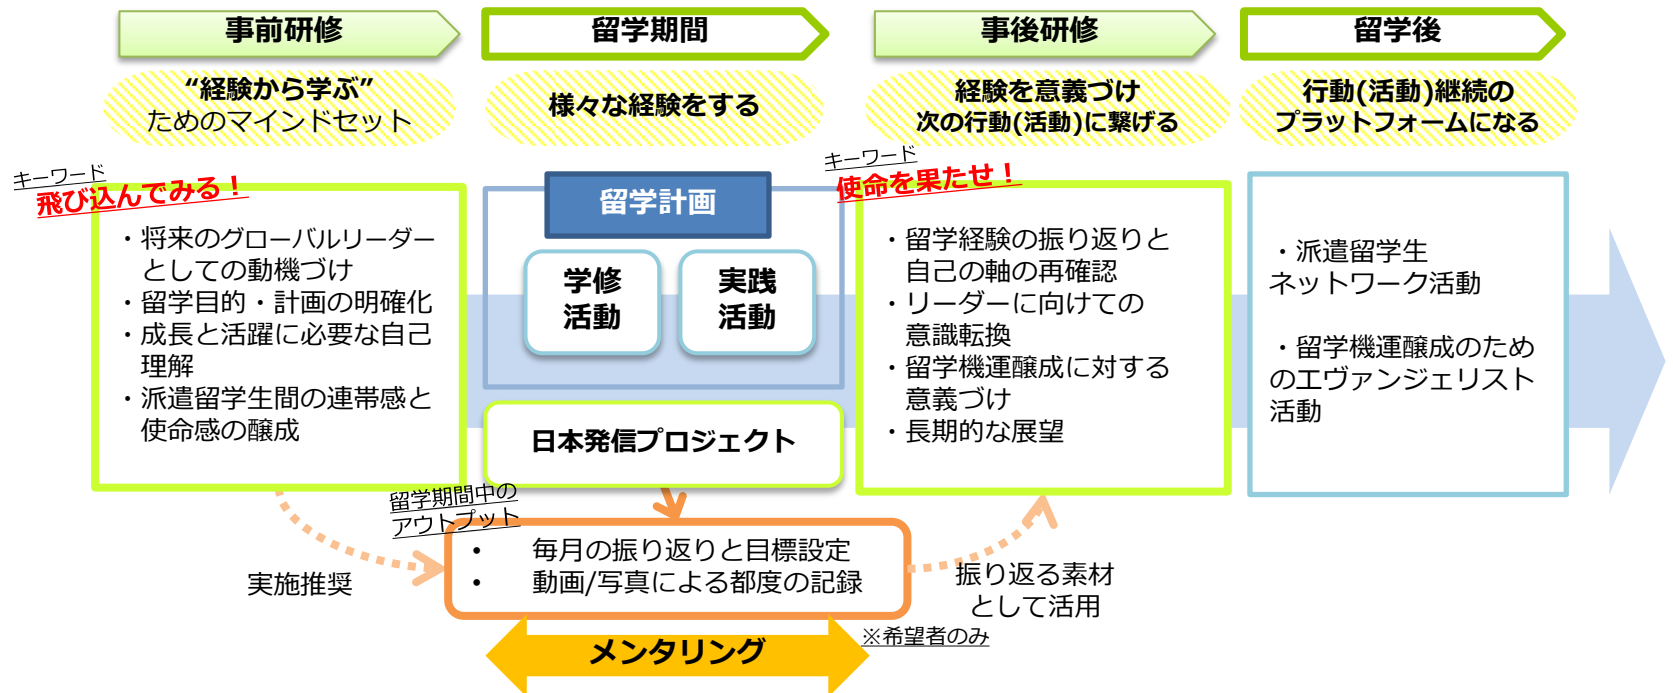 事前研修
留学期間
事後研修
留学後
“経験から学ぶ”
ためのマインドセット
様々な経験をする
経験を意義づけ
次の行動(活動)に繋げる
行動(活動)継続の
プラットフォームになる
キーワード
飛び込んでみる！
・将来のグローバルリーダー
としての動機づけ
・留学目的・計画の明確化
・成長と活躍に必要な自己
理解
・派遣留学生間の連帯感と
使命感の醸成
留学計画
学修
活動
実践
活動
日本発信プロジェクト
キーワード
使命を果たせ！
・留学経験の振り返りと
自己の軸の再確認
・リーダーに向けての
意識転換
・留学機運醸成に対する
意義づけ
・長期的な展望
・派遣留学生
ネットワーク活動
・留学機運醸成のため
のエヴァンジェリスト
活動
留学期間中の
アウトプット
• 毎月の振り返りと目標設定
• 動画/写真による都度の記録
実施推奨
振り返る素材
として活用
メンタリング
※希望者のみ